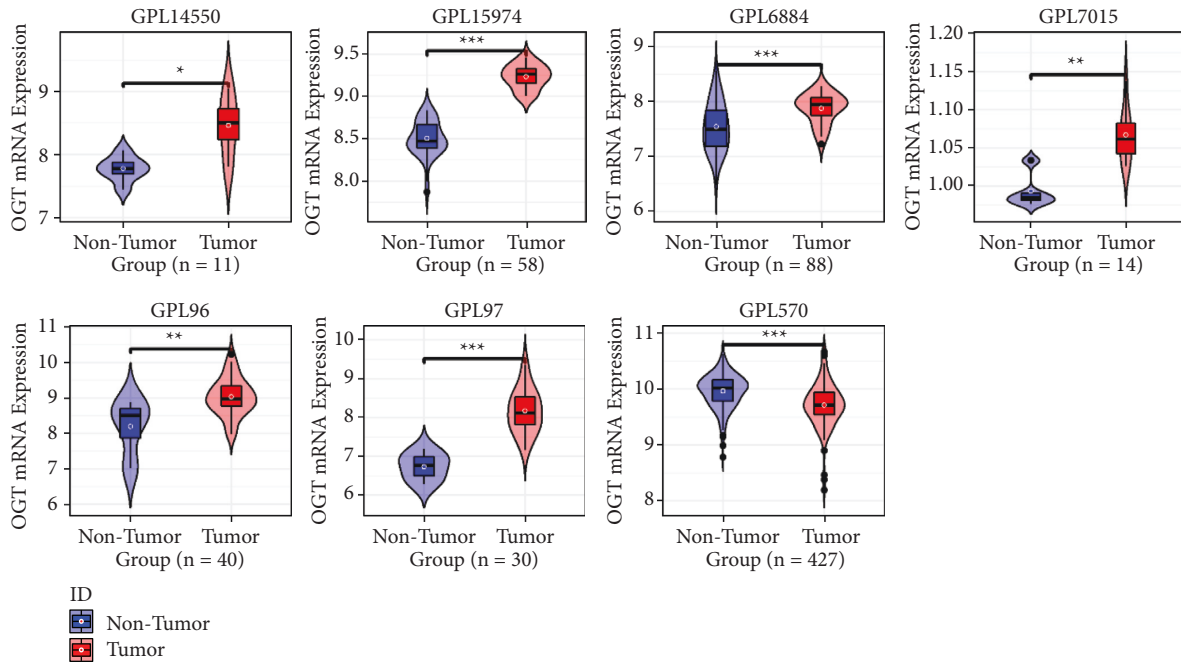 GPL14550
OGT mRNA Expression
9
8
7
*
Non-Tumor Tumor
Group (n = 11)
GPL15974
OGT mRNA Expression
9.5
9.0
8.5
8.0
***
Non-Tumor Tumor
Group (n = 58)
GPL6884
OGT mRNA Expression
9
8
7
6
***
Non-Tumor Tumor
Group (n = 88)
GPL7015
OGT mRNA Expression
1.20
1.15
1.10
1.05
1.00
**
Non-Tumor Tumor
Group (n = 14)
GPL96
OGT mRNA Expression
11
10
9
8
7
6
**
Non-Tumor Tumor
Group (n = 40)
GPL97
OGT mRNA Expression
10
9
8
7
6
***
Non-Tumor Tumor
Group (n = 30)
GPL570
OGT mRNA Expression
11
10
9
8
***
Non-Tumor Tumor
Group (n = 427)
ID
Non-Tumor
Tumor